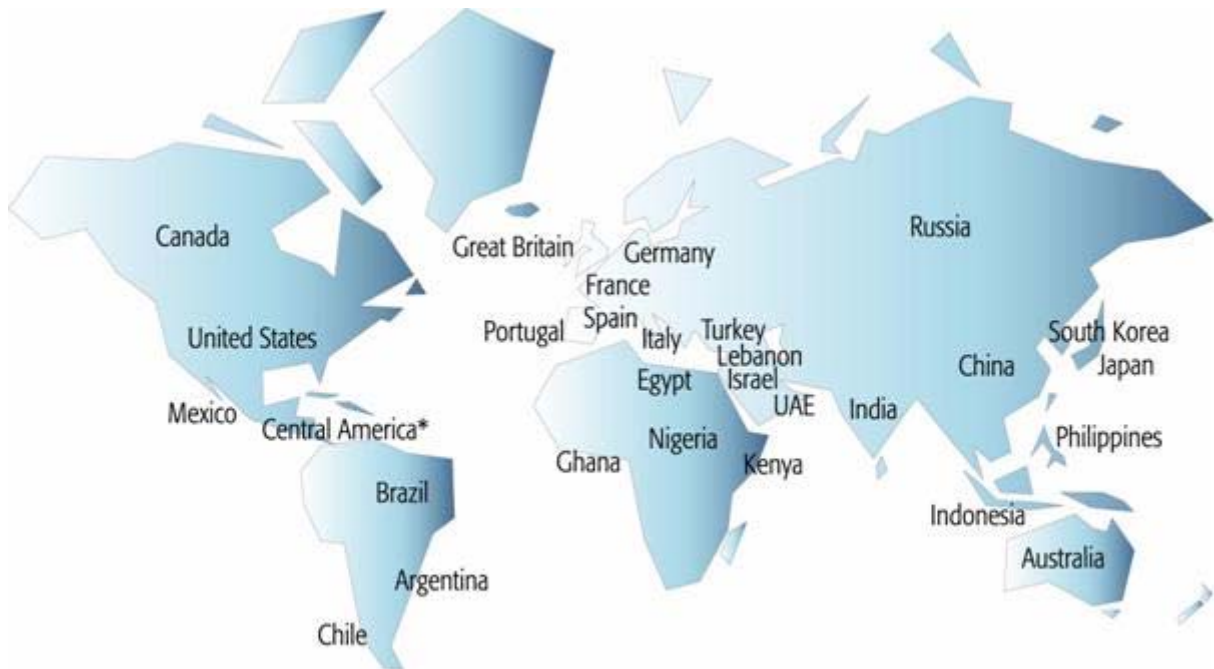 Canada
Russia
Great Britain
Germany
France
Spain
Portugal
Italy
Turkey
United States
South Korea
Lebanon
China
Japan
Egypt
Israel
Mexico
UAE
India
Central America*
Nigeria
Philippines
Ghana
Kenya
Brazil
Indonesia
Australia
Argentina
Chile